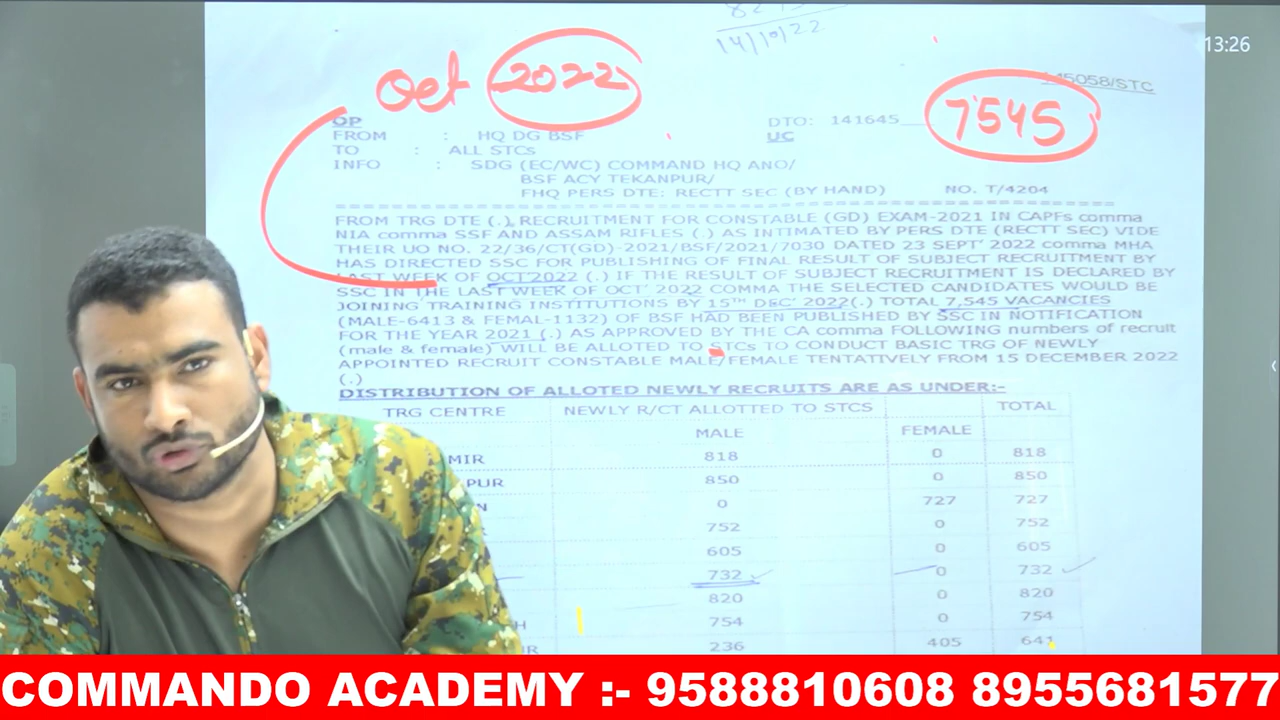 14/10/22
13:26
Oct 2022
7545
45058/STC
OP
DTO: 141645
FROM : HQ DG BSF
UC
TO : ALL STCs
INFO : SDG (EC/WC) COMMAND HQ ANO/
BSF ACY TEKANPUR/
FHQ PERS DTE: RECTT SEC (BY HAND) NO. T/4204
FROM TRG DTE (.), RECRUITMENT FOR CONSTABLE (GD) EXAM-2021 IN CAPFs comma
NIA comma SSF AND ASSAM RIFLES (.) AS INTIMATED BY PERS DTE (RECTT SEC) VIDE
THEIR UO NO. 22/36/CT(GD)-2021/BSF/2021/7030 DATED 23 SEPT' 2022 comma MHA
HAS DIRECTED SSC FOR PUBLISHING OF FINAL RESULT OF SUBJECT RECRUITMENT BY
LAST WEEK OF OCT'2022 (.) IF THE RESULT OF SUBJECT RECRUITMENT IS DECLARED BY
SSC IN THE LAST WEEK OF OCT' 2022 COMMA THE SELECTED CANDIDATES WOULD BE
JOINING TRAINING INSTITUTIONS BY 15TH DEC' 2022(.) TOTAL 7,545 VACANCIES
(MALE-6413 & FEMAL-1132) OF BSF HAD BEEN PUBLISHED BY SSC IN NOTIFICATION
FOR THE YEAR 2021 (.) AS APPROVED BY THE CA comma FOLLOWING numbers of recruit
(male & female) WILL BE ALLOTED TO STCs TO CONDUCT BASIC TRG OF NEWLY
APPOINTED RECRUIT CONSTABLE MALE/FEMALE TENTATIVELY FROM 15 DECEMBER 2022
(.)
DISTRIBUTION OF ALLOTED NEWLY RECRUITS ARE AS UNDER:-
TRG CENTRE NEWLY R/CT ALLOTTED TO STCS TOTAL
MALE FEMALE
MIR 818 0 818
PUR 850 0 850
N 0 727 727
752 0 752
605 0 605
732 0 732
820 0 820
H 754 0 754
UR 236 405 641
COMMANDO ACADEMY :- 9588810608 8955681577